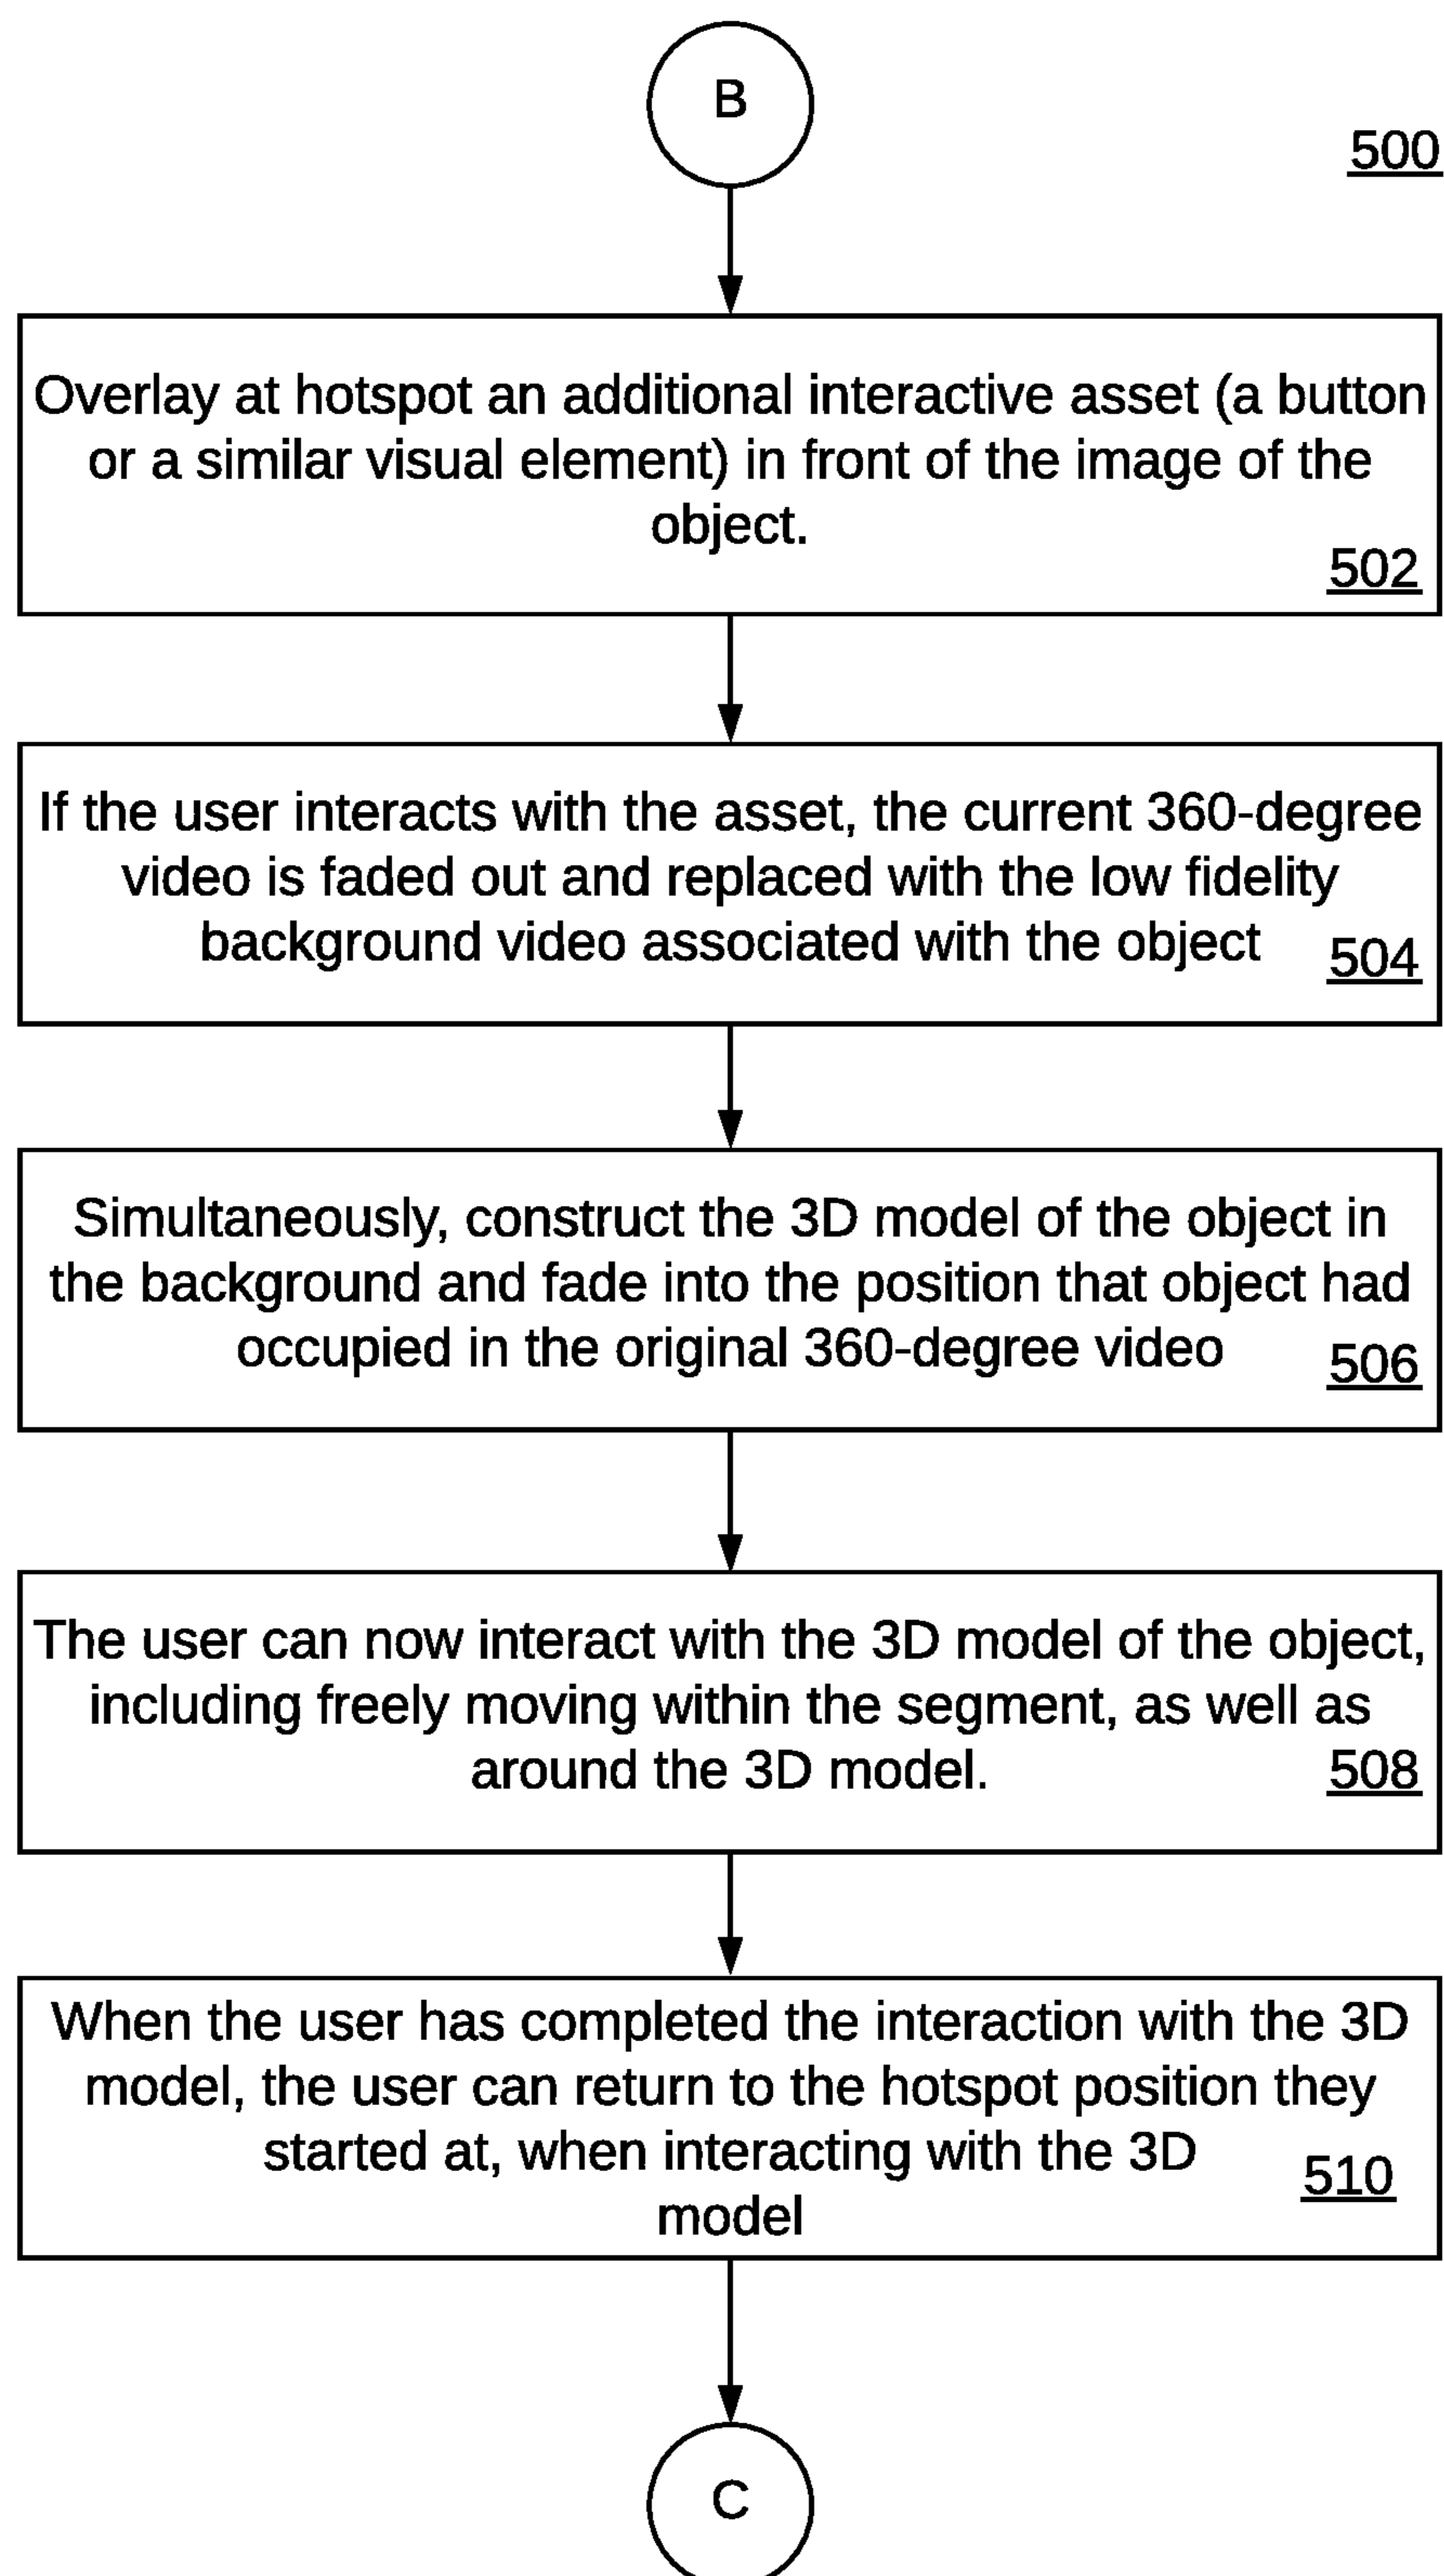 B
500
Overlay at hotspot an additional interactive asset (a button
or a similar visual element) in front of the image of the
object.
502
If the user interacts with the asset, the current 360-degree
video is faded out and replaced with the low fidelity
background video associated with the object
504
Simultaneously, construct the 3D model of the object in
the background and fade into the position that object had
occupied in the original 360-degree video
506
The user can now interact with the 3D model of the object,
including freely moving within the segment, as well as
around the 3D model.
508
When the user has completed the interaction with the 3D
model, the user can return to the hotspot position they
started at, when interacting with the 3D
model
510
C